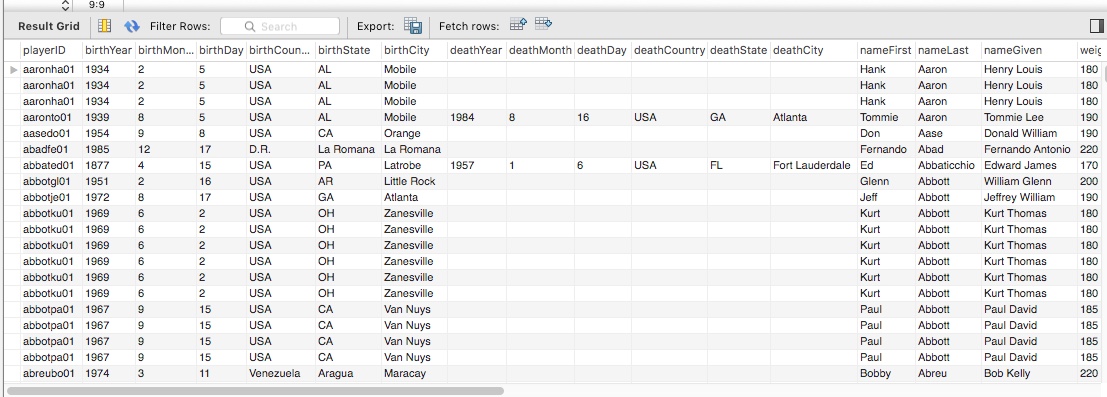 9:9
Result Grid Filter Rows: Search Export: Fetch rows:
playerID birthYear birthMon... birthDay birthCoun... birthState birthCity deathYear deathMonth deathDay deathCountry deathState deathCity nameFirst nameLast nameGiven weig
aaronha01 1934 2 5 USA AL Mobile Hank Aaron Henry Louis 180
aaronha01 1934 2 5 USA AL Mobile Hank Aaron Henry Louis 180
aaronha01 1934 2 5 USA AL Mobile Hank Aaron Henry Louis 180
aaronto01 1939 8 5 USA AL Mobile 1984 8 16 USA GA Atlanta Tommie Aaron Tommie Lee 190
aasedo01 1954 9 8 USA CA Orange Don Aase Donald William 190
abadfe01 1985 12 17 D.R. La Romana La Romana Fernando Abad Fernando Antonio 220
abbated01 1877 4 15 USA PA Latrobe 1957 1 6 USA FL Fort Lauderdale Ed Abbaticchio Edward James 170
abbotgl01 1951 2 16 USA AR Little Rock Glenn Abbott William Glenn 200
abbotje01 1972 8 17 USA GA Atlanta Jeff Abbott Jeffrey William 190
abbotku01 1969 6 2 USA OH Zanesville Kurt Abbott Kurt Thomas 180
abbotku01 1969 6 2 USA OH Zanesville Kurt Abbott Kurt Thomas 180
abbotku01 1969 6 2 USA OH Zanesville Kurt Abbott Kurt Thomas 180
abbotku01 1969 6 2 USA OH Zanesville Kurt Abbott Kurt Thomas 180
abbotku01 1969 6 2 USA OH Zanesville Kurt Abbott Kurt Thomas 180
abbotku01 1969 6 2 USA OH Zanesville Kurt Abbott Kurt Thomas 180
abbotpa01 1967 9 15 USA CA Van Nuys Paul Abbott Paul David 185
abbotpa01 1967 9 15 USA CA Van Nuys Paul Abbott Paul David 185
abbotpa01 1967 9 15 USA CA Van Nuys Paul Abbott Paul David 185
abbotpa01 1967 9 15 USA CA Van Nuys Paul Abbott Paul David 185
abreubo01 1974 3 11 Venezuela Aragua Maracay Bobby Abreu Bob Kelly 220